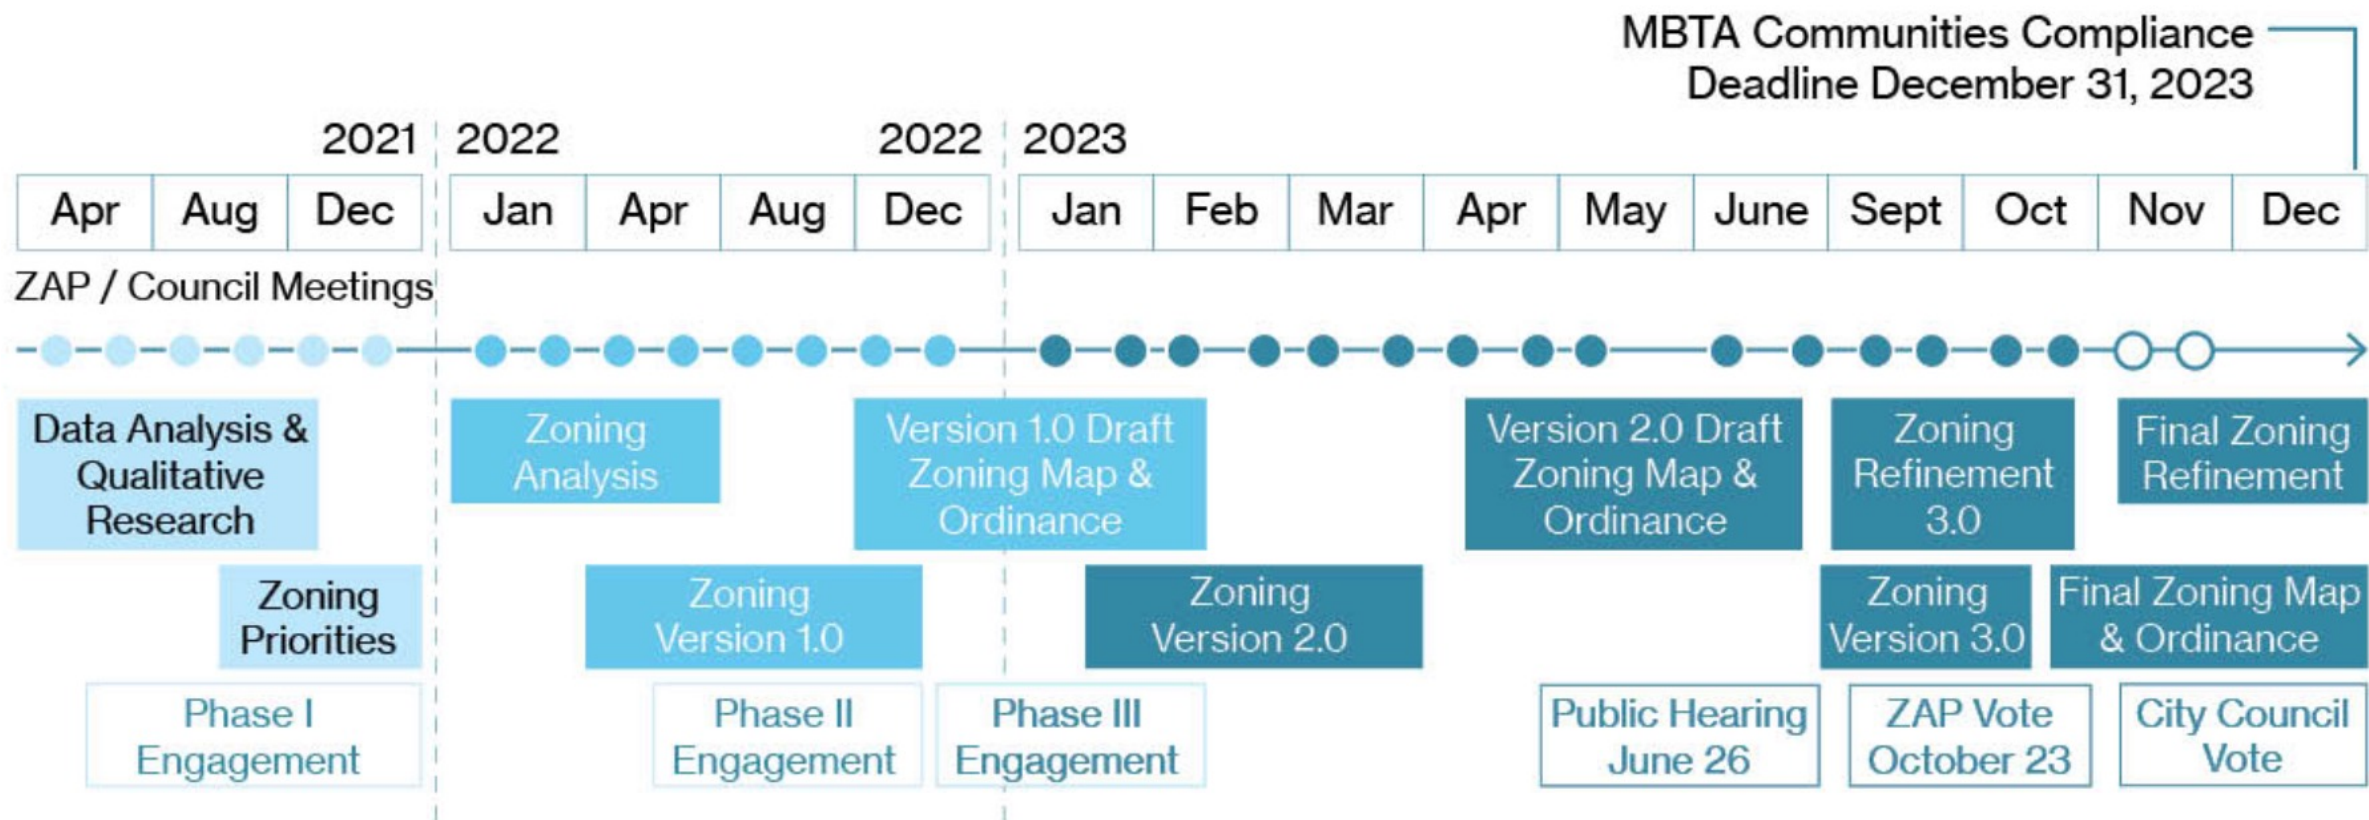 MBTA Communities Compliance
Deadline December 31, 2023
2021
2022
2022
2023
Apr
Aug
Dec
Jan
Apr
Aug
Dec
Jan
Feb
Mar
Apr
May
June
Sept
Oct
Nov
Dec
ZAP / Council Meetings
Data Analysis &
Qualitative
Research
Zoning
Analysis
Version 1.0 Draft
Zoning Map &
Ordinance
Version 2.0 Draft
Zoning Map &
Ordinance
Zoning
Refinement
3.0
Final Zoning
Refinement
Zoning
Priorities
Zoning
Version 1.0
Zoning
Version 2.0
Zoning
Version 3.0
Final Zoning Map
& Ordinance
Phase I
Engagement
Phase II
Engagement
Phase III
Engagement
Public Hearing
June 26
ZAP Vote
October 23
City Council
Vote